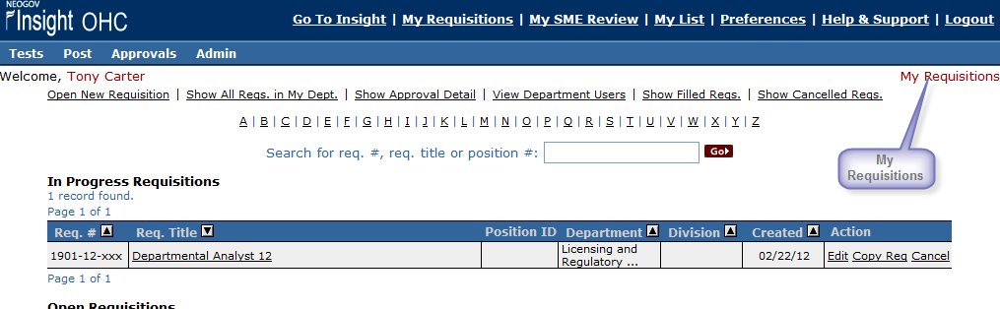 NEOGOV
Insight OHC
Go To Insight | My Requisitions | My SME Review | My List | Preferences | Help & Support | Logout
Tests Post Approvals Admin
Welcome, Tony Carter My Requisitions
Open New Requisition | Show All Reqs. in My Dept. | Show Approval Detail | View Department Users | Show Filled Reqs. | Show Cancelled Reqs.
A | B | C | D | E | F | G | H | I | J | K | L | M | N | O | P | Q | R | S | T | U | V | W | X | Y | Z
Search for req. #, req. title or position #: Go
My
Requisitions
In Progress Requisitions
1 record found.
Page 1 of 1
Req. # Req. Title Position ID Department Division Created Action
1901-12-xxx Departmental Analyst 12 Licensing and
Regulatory ... 02/22/12 Edit Copy Req Cancel
Page 1 of 1
Open Requisitions